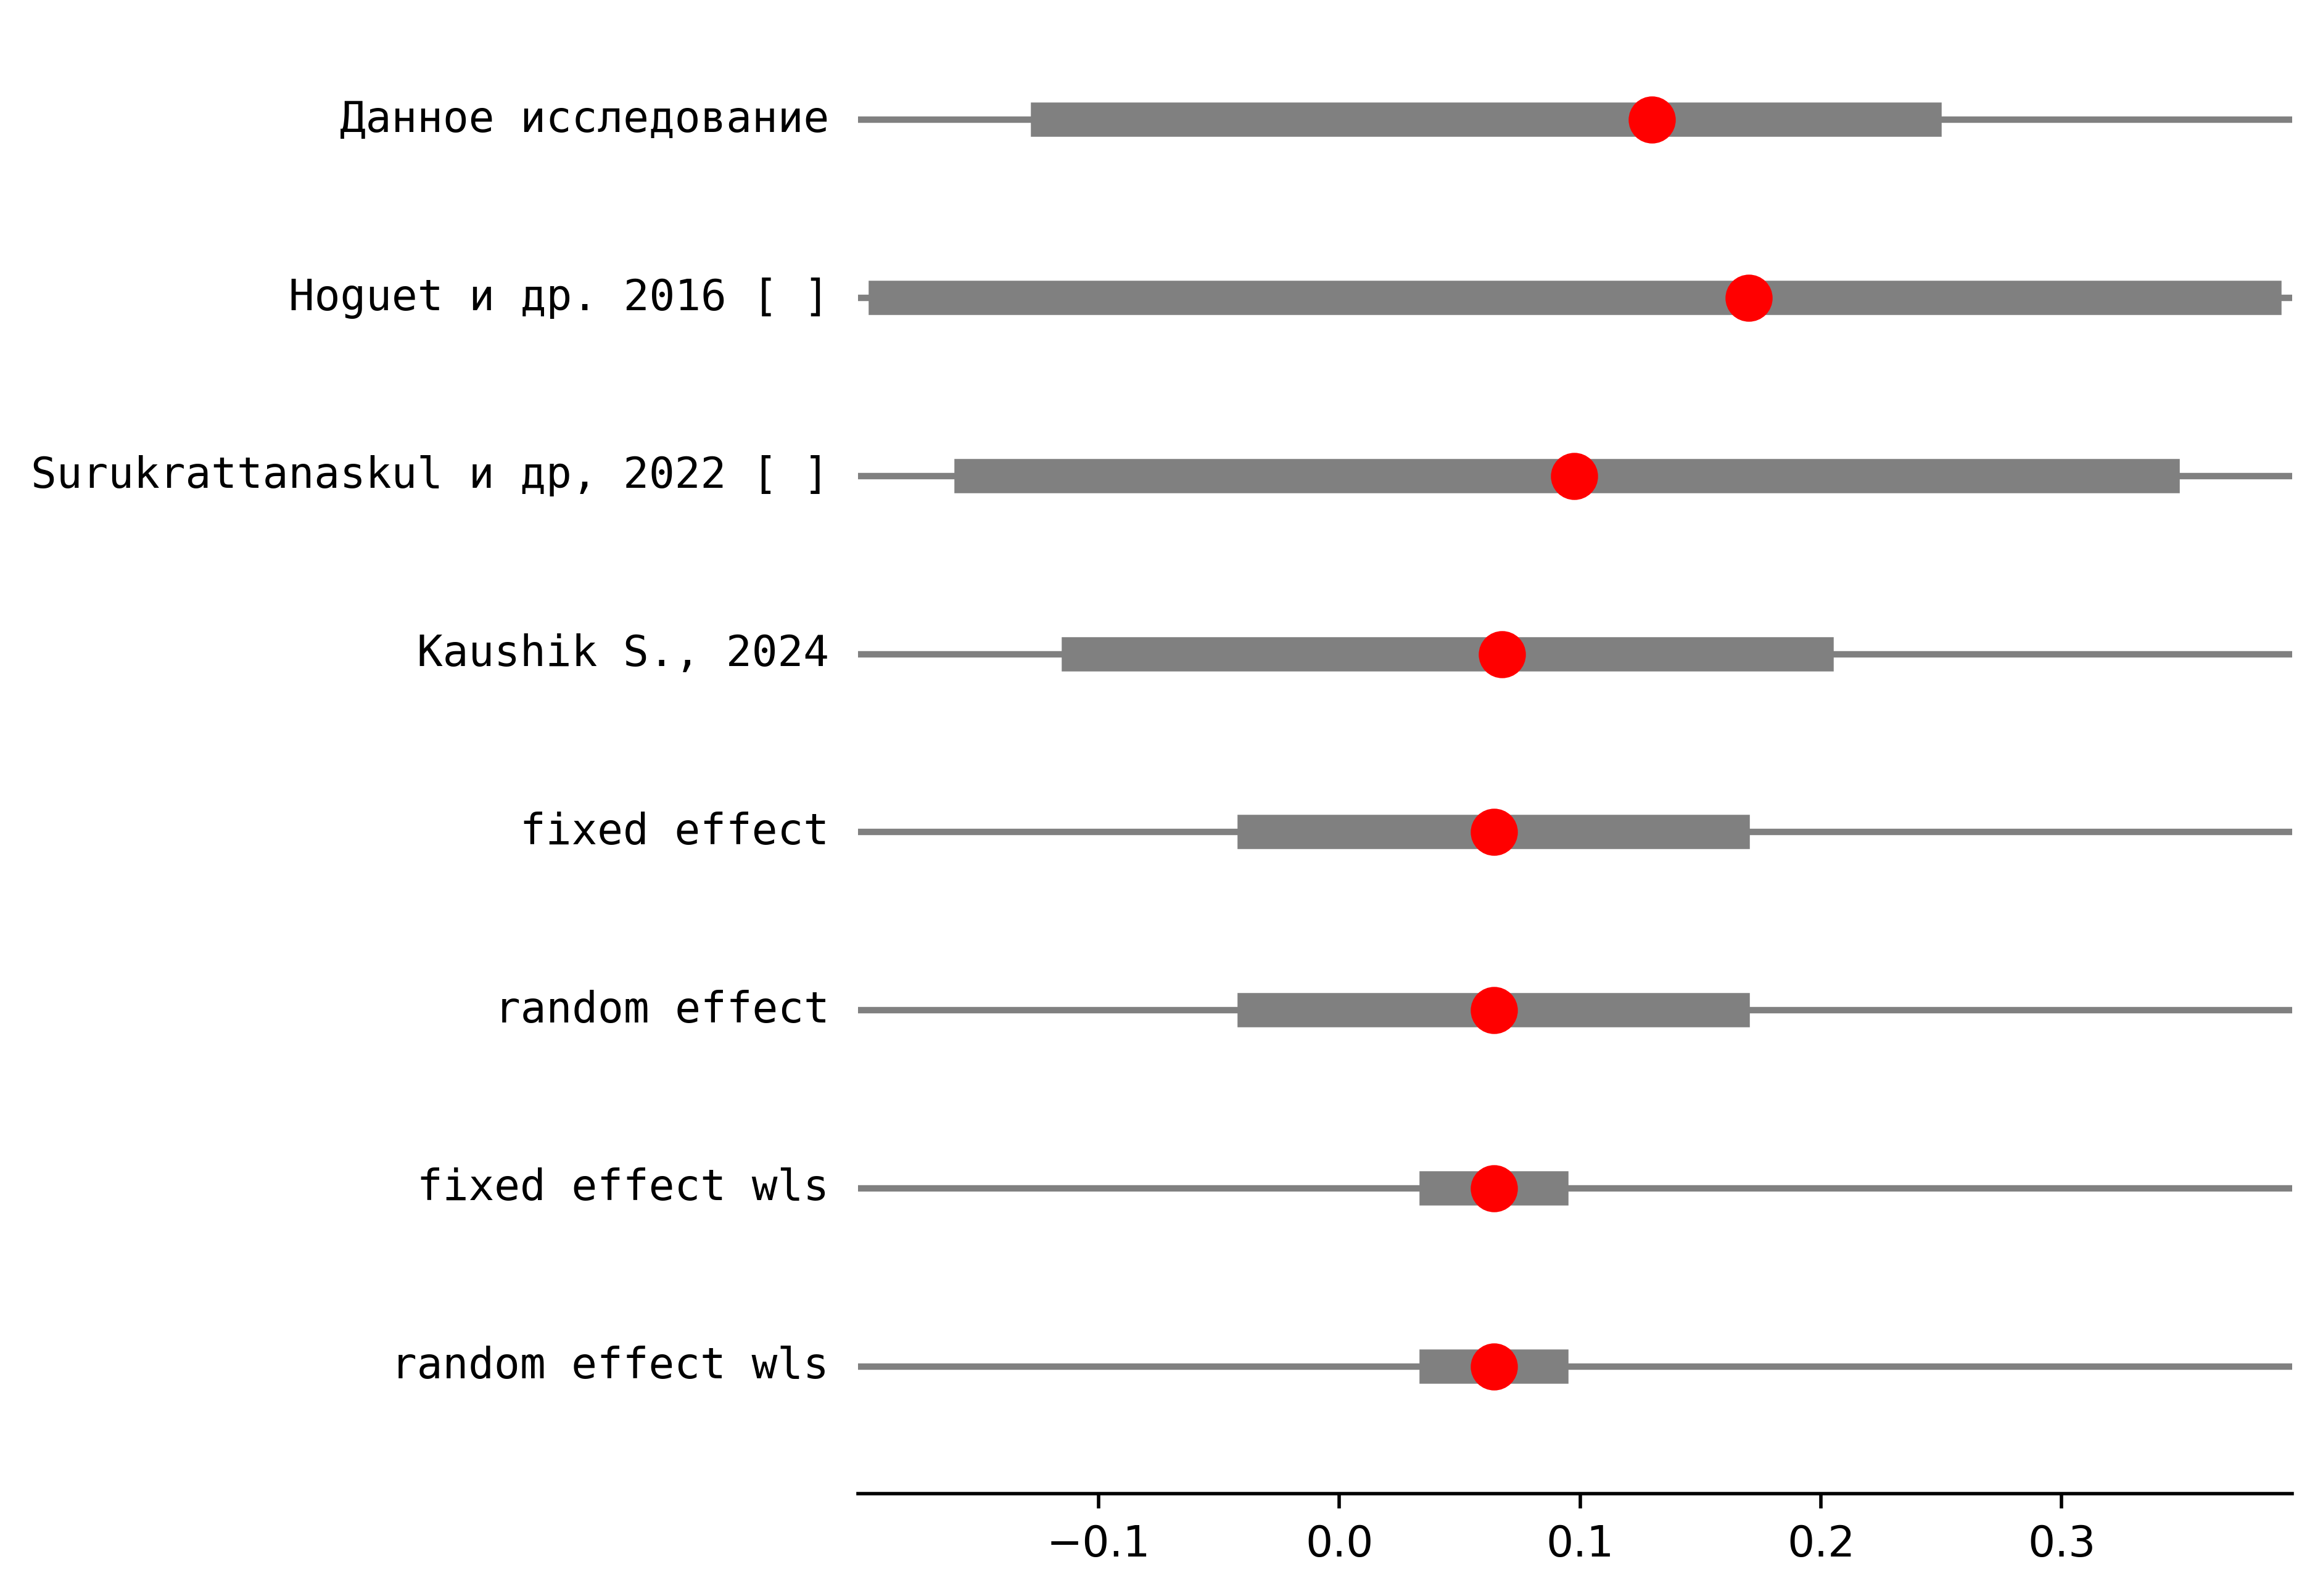 Данное исследование
Hoguet и др. 2016 [ ]
Surukrattanaskul и др, 2022 [ ]
Kaushik S., 2024
fixed effect
random effect
fixed effect wls
random effect wls
−0.1 0.0 0.1 0.2 0.3